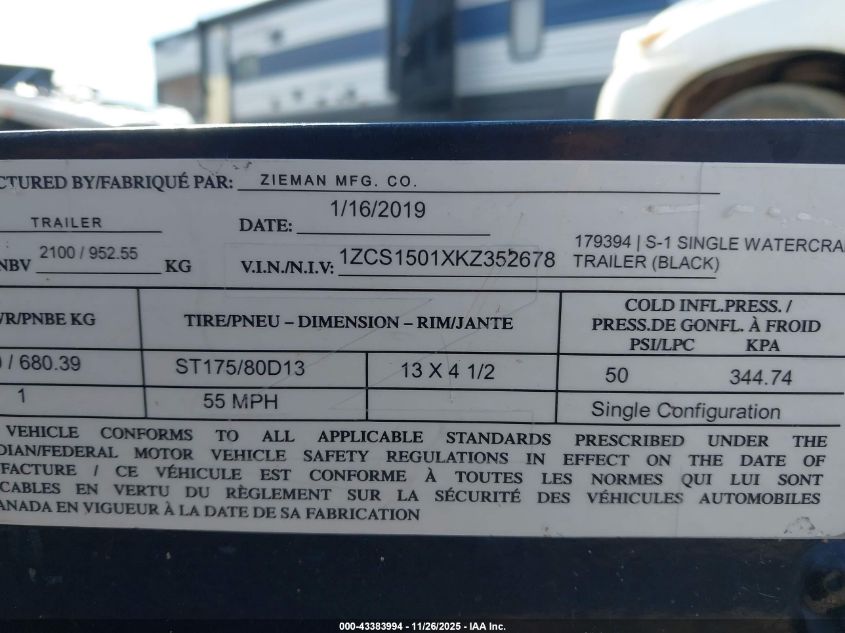 CTURED BY/FABRIQUÉ PAR: ZIEMAN MFG. CO.
TRAILER DATE: 1/16/2019
NBV 2100 / 952.55 KG V.I.N./N.I.V: 1ZCS1501XKZ352678 179394 | S-1 SINGLE WATERCRA
TRAILER (BLACK)
VR/PNBE KG TIRE/PNEU – DIMENSION – RIM/JANTE COLD INFL.PRESS. /
PRESS.DE GONFL. À FROID
PSI/LPC KPA
/ 680.39 ST175/80D13 13 X 4 1/2 50 344.74
1 55 MPH Single Configuration
VEHICLE CONFORMS TO ALL APPLICABLE STANDARDS PRESCRIBED UNDER THE
DIAN/FEDERAL MOTOR VEHICLE SAFETY REGULATIONS IN EFFECT ON THE DATE OF
FACTURE / CE VÉHICULE EST CONFORME À TOUTES LES NORMES QUI LUI SONT
CABLES EN VERTU DU RÈGLEMENT SUR LA SÉCURITÉ DES VÉHICULES AUTOMOBILES
ANADA EN VIGUEUR À LA DATE DE SA FABRICATION
000-43383994 - 11/26/2025 - IAA Inc.